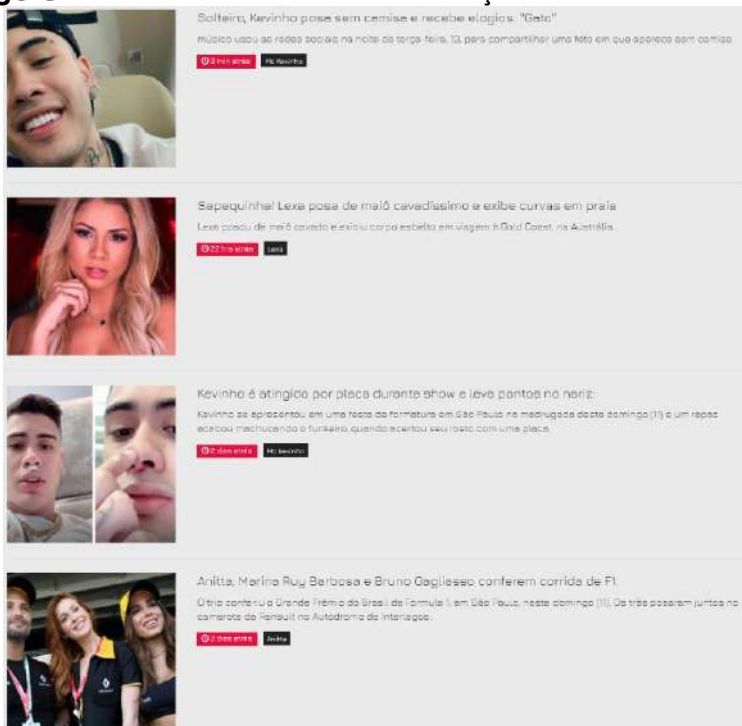 Solteiro, Kevinho posa sem camisa e recebe elogios: "Gato"
músico usou as redes sociais na noite de terça-feira, 13, para compartilhar uma foto em que aparece sem camisa.
3 min atrás Mc Kevinho
Sapequinha! Lexa posa de maiô cavadíssimo e exibe curvas em praia
Lexa posou de maiô cavado e exibiu corpo esbelto em viagem à Gold Coast, na Austrália.
22 hrs atrás Lexa
Kevinho é atingido por placa durante show e leva pontos no nariz:
Kevinho se apresentou em uma festa de formatura em São Paulo na madrugada deste domingo (11) e um rapaz
acabou machucando o funkeiro, quando acertou seu rosto com uma placa.
2 dias atrás Mc Kevinho
Anitta, Marina Ruy Barbosa e Bruno Gagliasso conferem corrida de F1:
O trio conferiu o Grande Prêmio do Brasil de Formula 1, em São Paulo, neste domingo (11). Os três posaram juntos no
camarote da Renault no Autódromo de Interlagos.
2 dias atrás Anitta